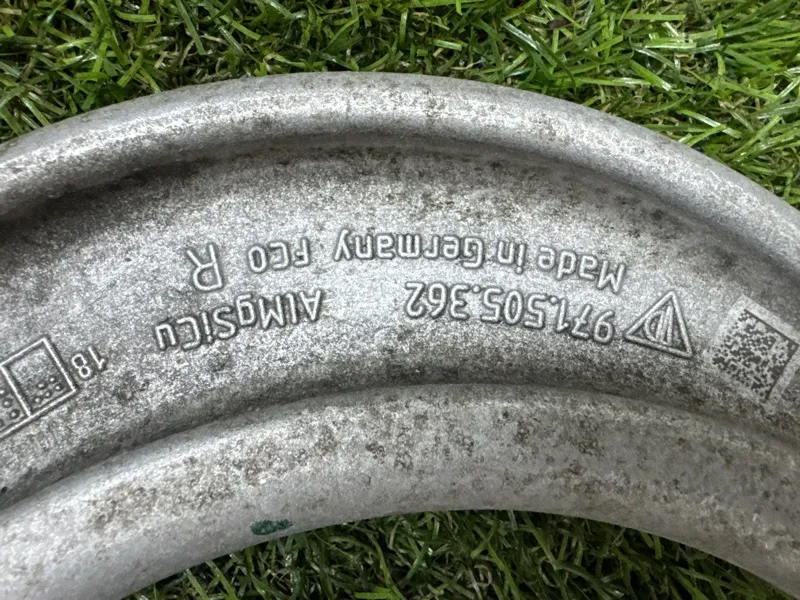 971.505.362 AlMgSiCu 18
Made in Germany FCO R